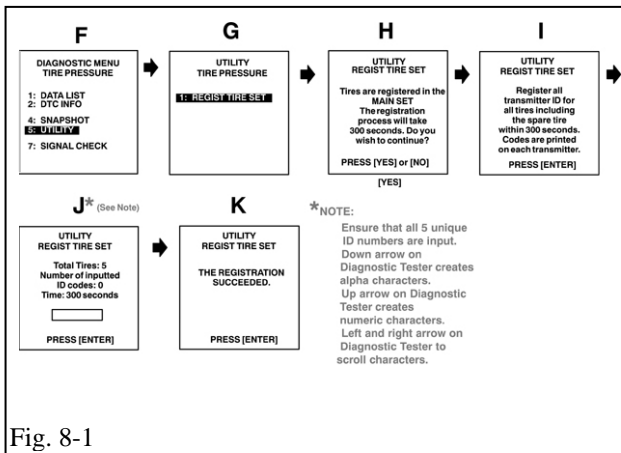 F
DIAGNOSTIC MENU
TIRE PRESSURE
1: DATA LIST
2: DTC INFO
4: SNAPSHOT
5: UTILITY
7: SIGNAL CHECK
G
UTILITY
TIRE PRESSURE
1: REGIST TIRE SET
H
UTILITY
REGIST TIRE SET
Tires are registered in the
MAIN SET
The registration
process will take
300 seconds. Do you
wish to continue?
PRESS [YES] or [NO]
[YES]
I
UTILITY
REGIST TIRE SET
Register all
transmitter ID for
all tires including
the spare tire
within 300 seconds.
Codes are printed
on each transmitter.
PRESS [ENTER]
J* (See Note)
UTILITY
REGIST TIRE SET
Total Tires: 5
Number of inputted
ID codes: 0
Time: 300 seconds
PRESS [ENTER]
K
UTILITY
REGIST TIRE SET
THE REGISTRATION
SUCCEEDED.
PRESS [ENTER]
*NOTE:
Ensure that all 5 unique
ID numbers are input.
Down arrow on
Diagnostic Tester creates
alpha characters.
Up arrow on Diagnostic
Tester creates
numeric characters.
Left and right arrow on
Diagnostic Tester to
scroll characters.
Fig. 8-1